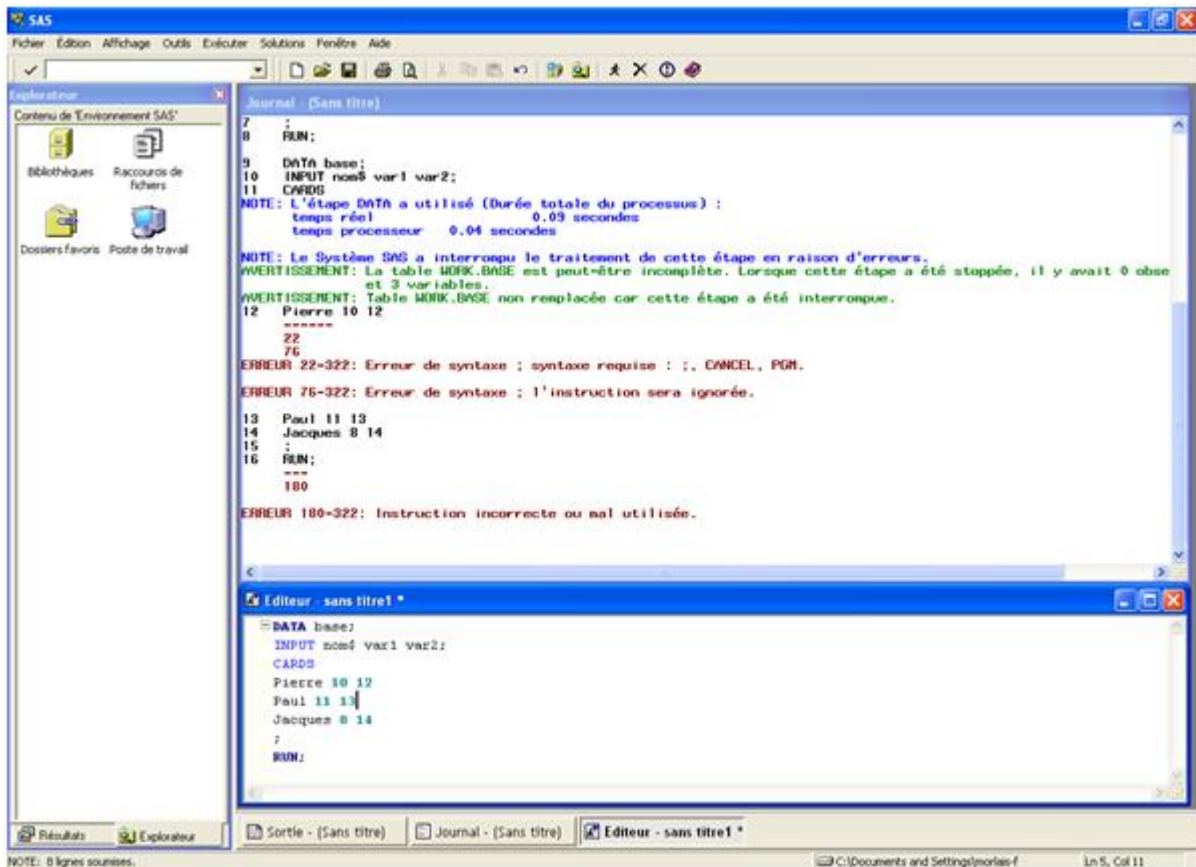 SAS
Fichier Édition Affichage Outils Exécuter Solutions Fenêtre Aide
Explorateur
Contenu de 'Environnement SAS'
Bibliothèques
Raccourcis de fichiers
Dossiers favoris
Poste de travail
Journal - (Sans titre)
7 ;
8 RUN;
9 DATA base;
10 INPUT nom$ var1 var2;
11 CARDS
NOTE: L'étape DATA a utilisé (Durée totale du processus) :
temps réel 0.09 secondes
temps processeur 0.04 secondes
NOTE: Le Système SAS a interrompu le traitement de cette étape en raison d'erreurs.
AVERTISSEMENT: La table WORK.BASE est peut-être incomplète. Lorsque cette étape a été stoppée, il y avait 0 obse
et 3 variables.
AVERTISSEMENT: Table WORK.BASE non remplacée car cette étape a été interrompue.
12 Pierre 10 12
------
22
76
ERREUR 22-322: Erreur de syntaxe ; syntaxe requise : ;, CANCEL, PGM.
ERREUR 76-322: Erreur de syntaxe ; l'instruction sera ignorée.
13 Paul 11 13
14 Jacques 8 14
15 ;
16 RUN;
---
180
ERREUR 180-322: Instruction incorrecte ou mal utilisée.
Editeur - sans titre1 *
DATA base;
INPUT nom$ var1 var2;
CARDS
Pierre 10 12
Paul 11 13
Jacques 8 14
;
RUN;
Résultats
Explorateur
Sortie - (Sans titre)
Journal - (Sans titre)
Editeur - sans titre1 *
NOTE: 8 lignes soumises.
C:\Documents and Settings\morlais-f
Ln 5, Col 11